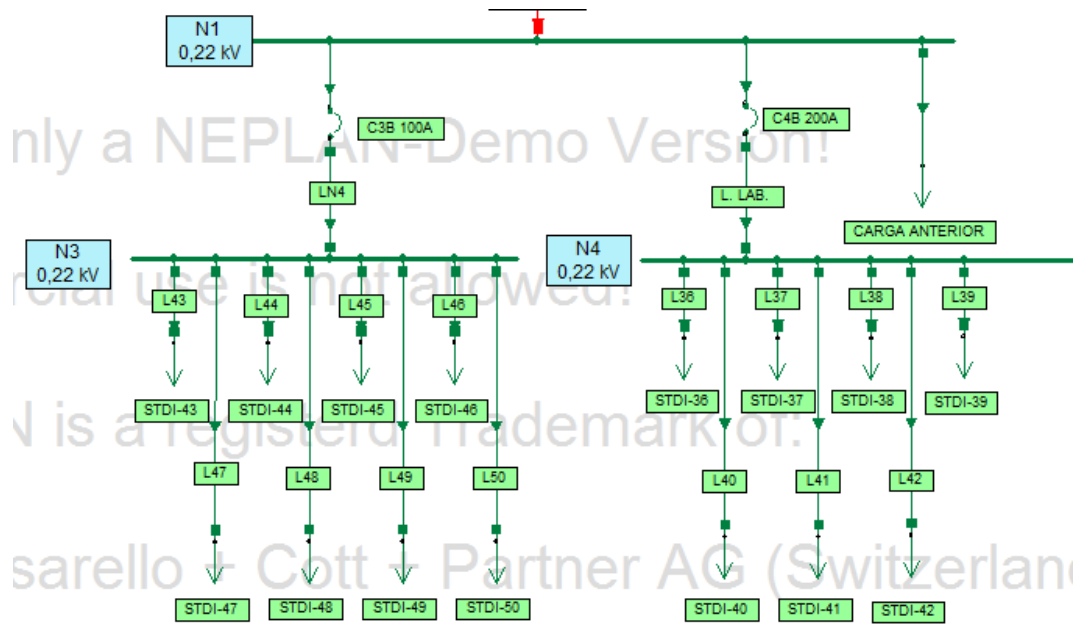 N1
0,22 kV
nly a NEPLAN-Demo Version!
C3B 100A
C4B 200A
LN4
L. LAB.
CARGA ANTERIOR
N3
0,22 kV
N4
0,22 kV
rcial use is not allowed!
L43
L44
L45
L46
L36
L37
L38
L39
STDI-43
STDI-44
STDI-45
STDI-46
STDI-36
STDI-37
STDI-38
STDI-39
N is a registerd Trademark of:
L47
L48
L49
L50
L40
L41
L42
sarello + Cott + Partner AG (Switzerland
STDI-47
STDI-48
STDI-49
STDI-50
STDI-40
STDI-41
STDI-42